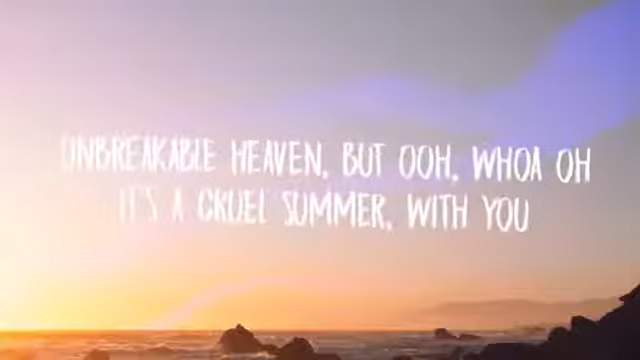 UNBREAKABLE HEAVEN, BUT OOH, WHOA OH
IT'S A CRUEL SUMMER, WITH YOU